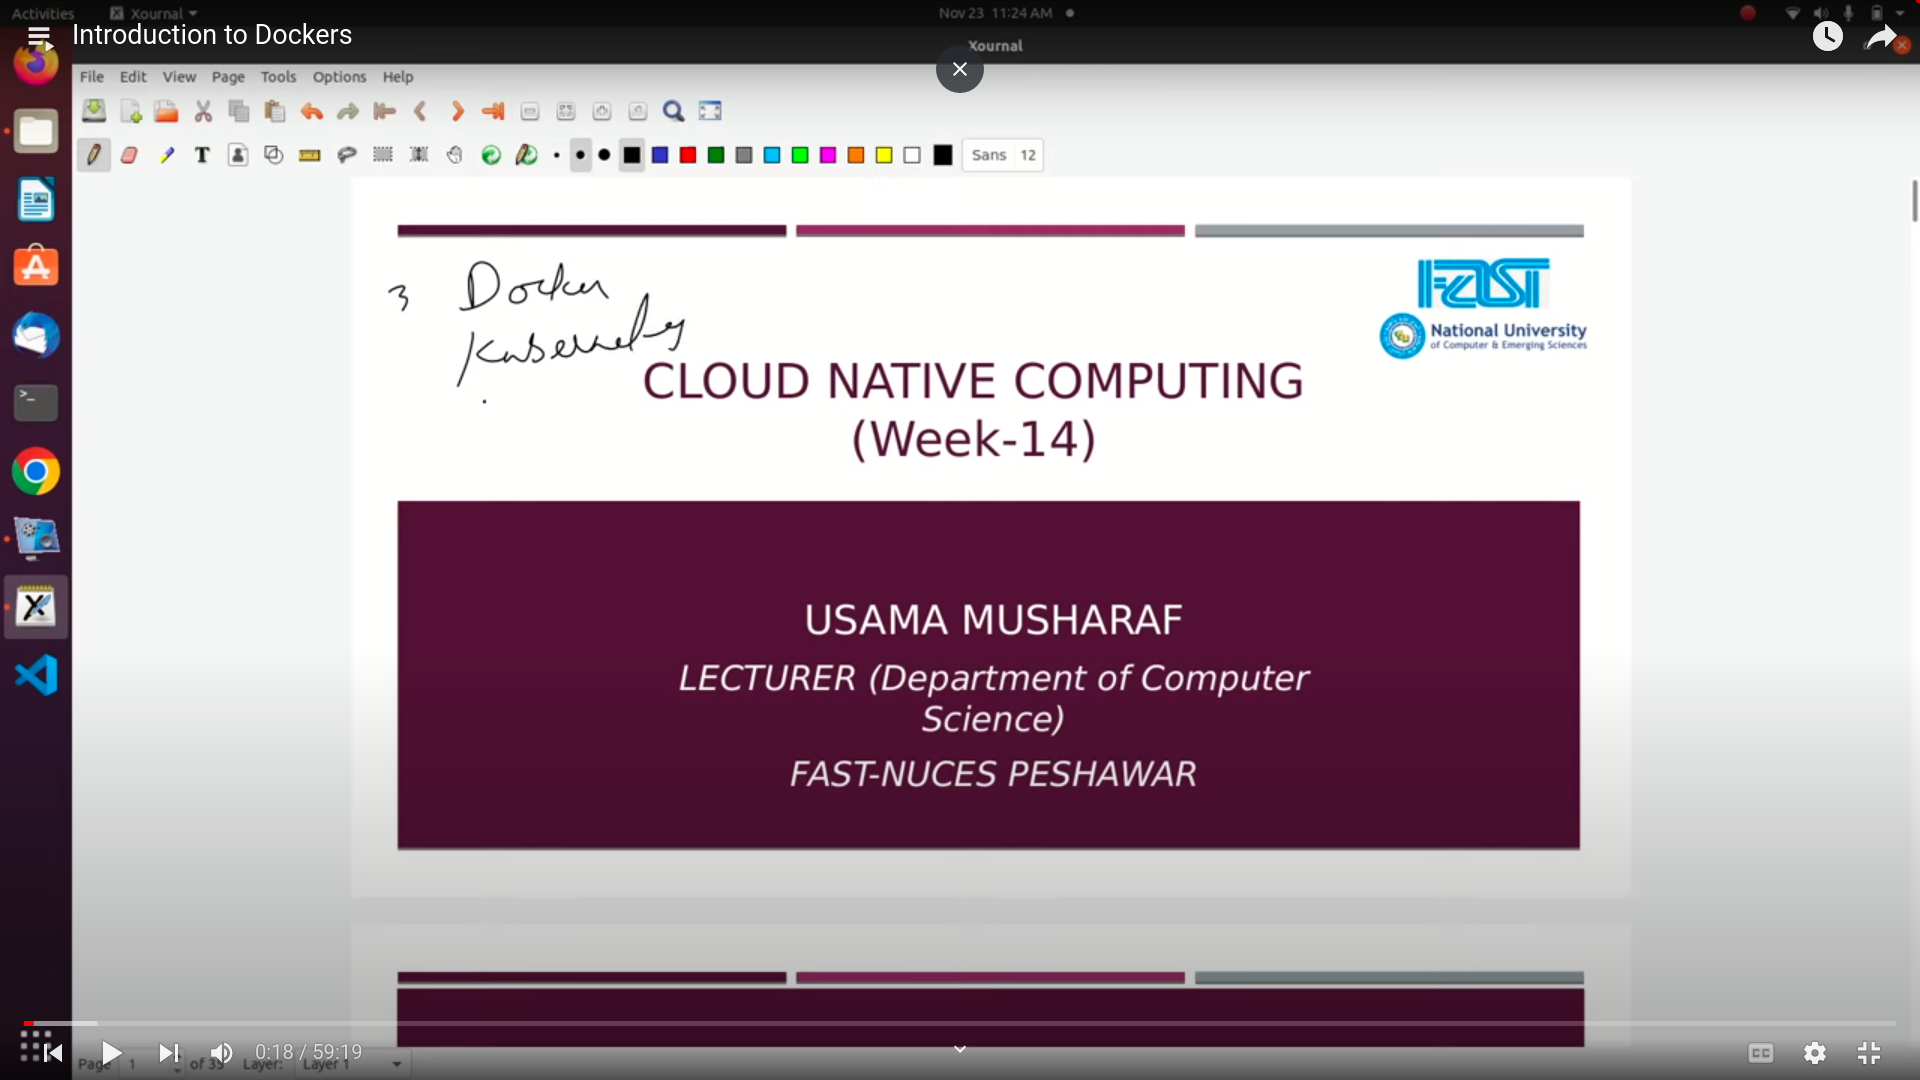 Activities Xournal Nov 23 11:24 AM
Introduction to Dockers
Xournal
File Edit View Page Tools Options Help
T Sans 12
3 Docker
Kubernetes
FAST
National University
of Computer & Emerging Sciences
CLOUD NATIVE COMPUTING
(Week-14)
USAMA MUSHARAF
LECTURER (Department of Computer
Science)
FAST-NUCES PESHAWAR
0:18 / 59:19
CC
Page 1 of 35 Layer: Layer 1